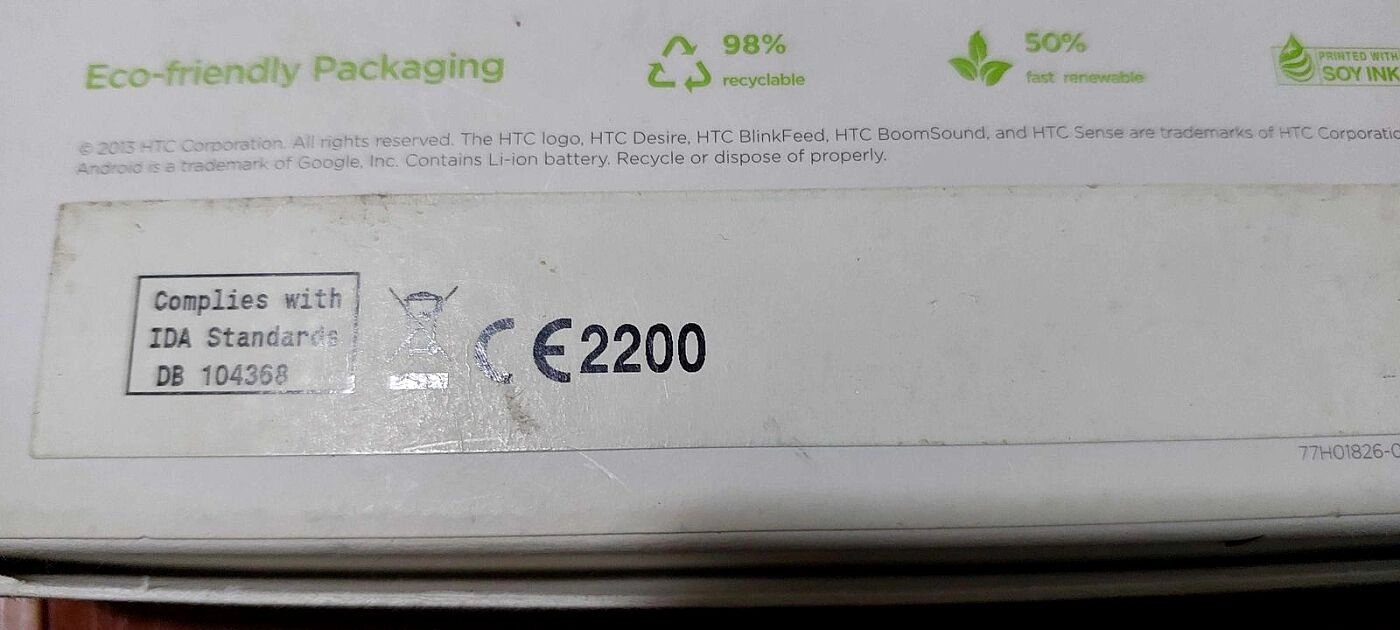 Eco-friendly Packaging
98%
recyclable
50%
fast renewable
PRINTED WITH
SOY INK
© 2013 HTC Corporation. All rights reserved. The HTC logo, HTC Desire, HTC BlinkFeed, HTC BoomSound, and HTC Sense are trademarks of HTC Corporatio
Android is a trademark of Google, Inc. Contains Li-ion battery. Recycle or dispose of properly.
Complies with
IDA Standards
DB 104368
CE2200
77H01826-0